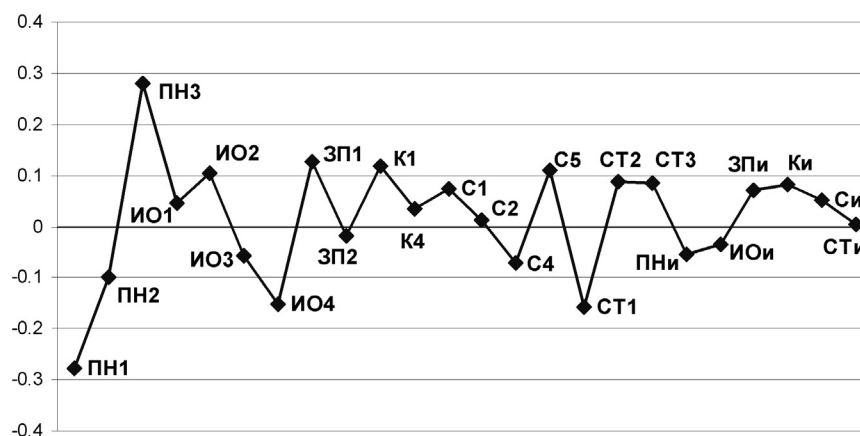 0.4
0.3
0.2
0.1
0
-0.1
-0.2
-0.3
-0.4
ПН1
ПН2
ПН3
ИО1
ИО2
ИО3
ИО4
ЗП1
ЗП2
К1
К4
С1
С2
С4
С5
СТ1
СТ2
СТ3
ПНи
ИОи
ЗПи
Ки
Си
СТи